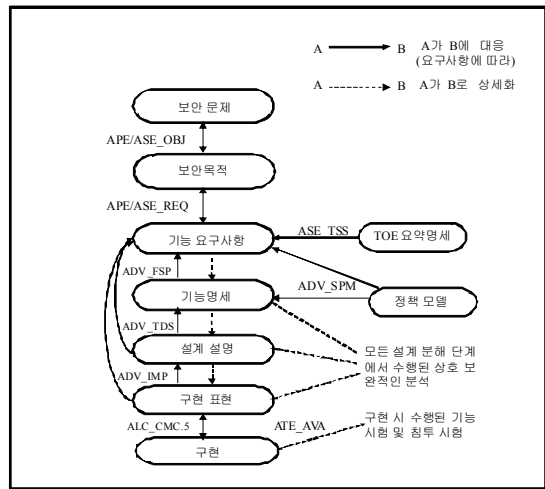 A B A가 B에 대응
(요구사항에 따라)
A B A가 B로 상세화
보안 문제
APE/ASE_OBJ
보안목적
APE/ASE_REQ
기능 요구사항
ASE_TSS
TOE 요약명세
ADV_FSP
기능명세
ADV_SPM
정책 모델
ADV_TDS
설계 설명
모든 설계 분해 단계
에서 수행된 상호 보
완적인 분석
ADV_IMP
구현 표현
ALC_CMC.5
ATE_AVA
구현 시 수행된 기능
시험 및 침투 시험
구현